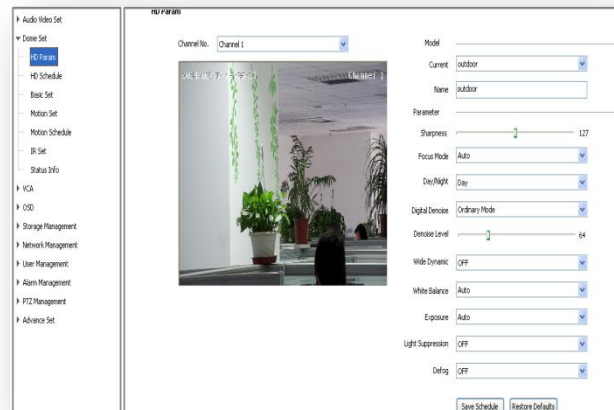 HD Param
Audio Video Set
Dome Set
HD Param
HD Schedule
Basic Set
Motion Set
Motion Schedule
IR Set
Status Info
VCA
OSD
Storage Management
Network Management
User Management
Alarm Management
PTZ Management
Advance Set
Channel No. Channel 1
Channel 1
Model
Current outdoor
Name outdoor
Parameter
Sharpness 127
Focus Mode Auto
Day/Night Day
Digital Denoise Ordinary Mode
Denoise Level 64
Wide Dynamic OFF
White Balance Auto
Exposure Auto
Light Suppression OFF
Defog OFF
Save Schedule Restore Defaults